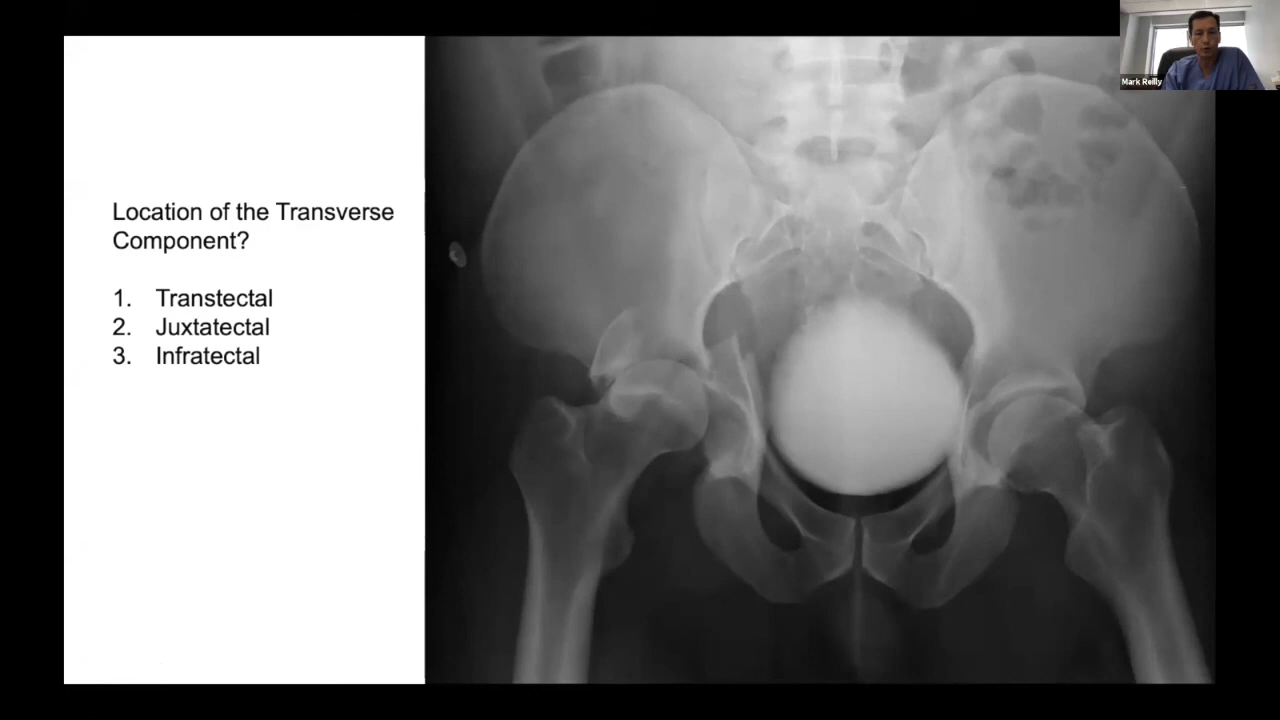 Mark Reilly
Location of the Transverse
Component?
1. Transtectal
2. Juxtatectal
3. Infratectal